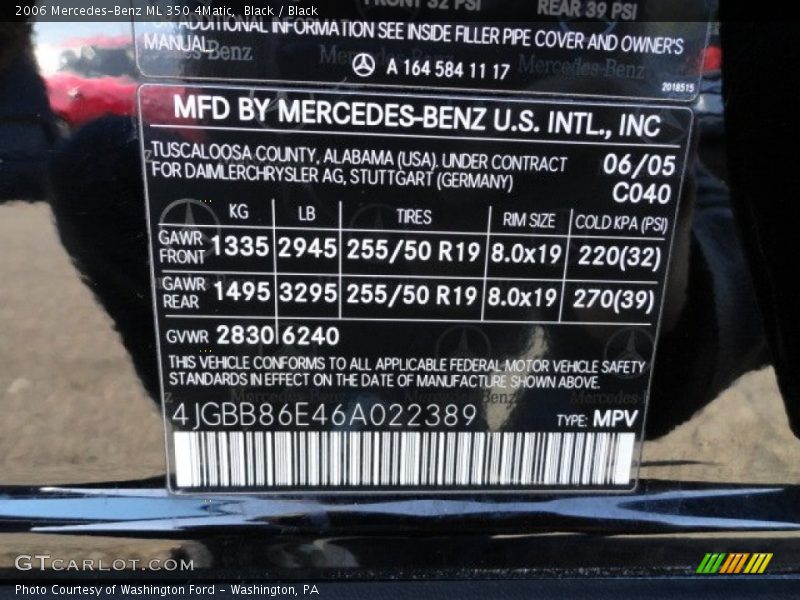 2006 Mercedes-Benz ML 350 4Matic, Black / Black
FRONT 32 PSI REAR 39 PSI
FOR ADDITIONAL INFORMATION SEE INSIDE FILLER PIPE COVER AND OWNER'S
MANUAL
A 164 584 11 17
2018515
MFD BY MERCEDES-BENZ U.S. INTL., INC
TUSCALOOSA COUNTY, ALABAMA (USA). UNDER CONTRACT 06/05
FOR DAIMLERCHRYSLER AG, STUTTGART (GERMANY) C040
KG LB TIRES RIM SIZE COLD KPA (PSI)
GAWR FRONT 1335 2945 255/50 R19 8.0x19 220(32)
GAWR REAR 1495 3295 255/50 R19 8.0x19 270(39)
GVWR 2830 6240
THIS VEHICLE CONFORMS TO ALL APPLICABLE FEDERAL MOTOR VEHICLE SAFETY
STANDARDS IN EFFECT ON THE DATE OF MANUFACTURE SHOWN ABOVE.
4JGBB86E46A022389 TYPE: MPV
GTCARLOT.COM
Photo Courtesy of Washington Ford - Washington, PA